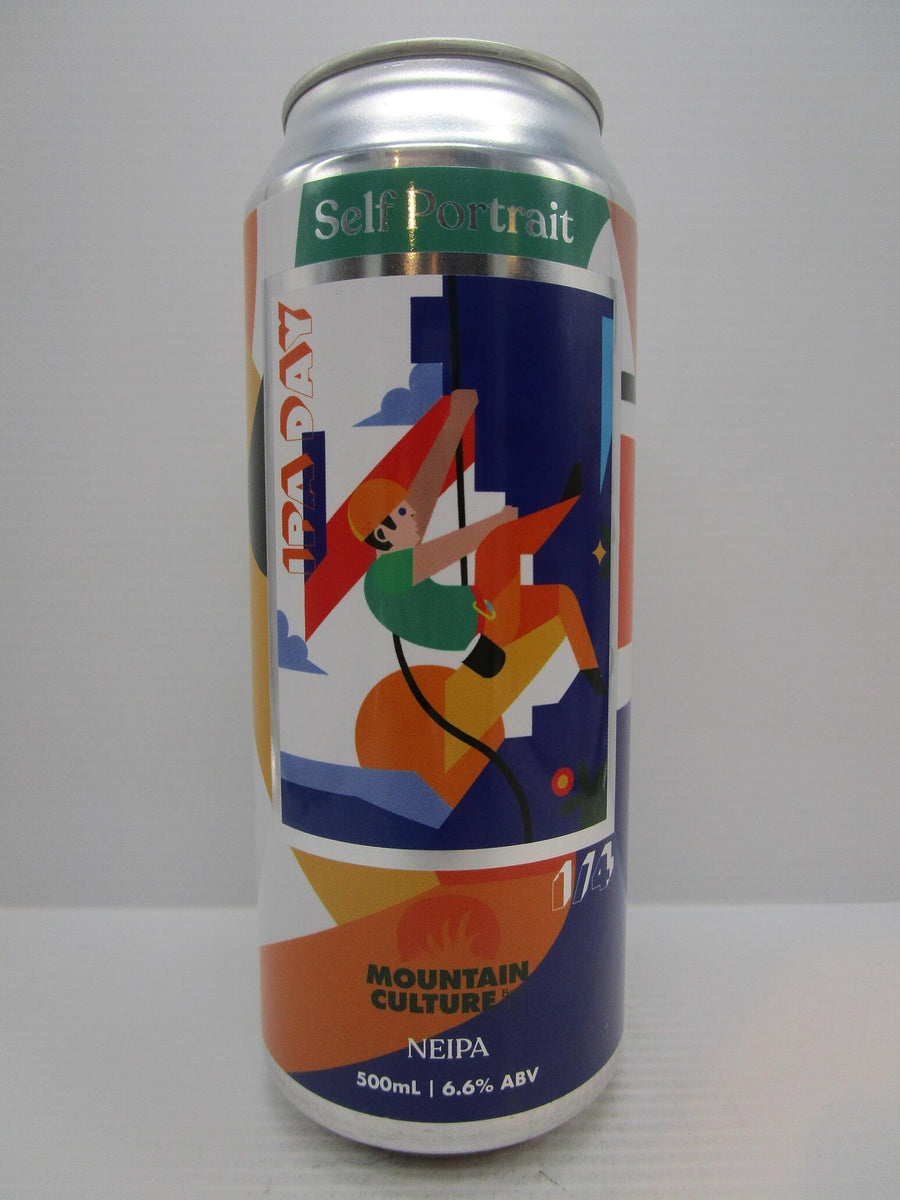 Self Portrait
IPA DAY
1/4
MOUNTAIN
CULTURE
NEIPA
500mL | 6.6% ABV